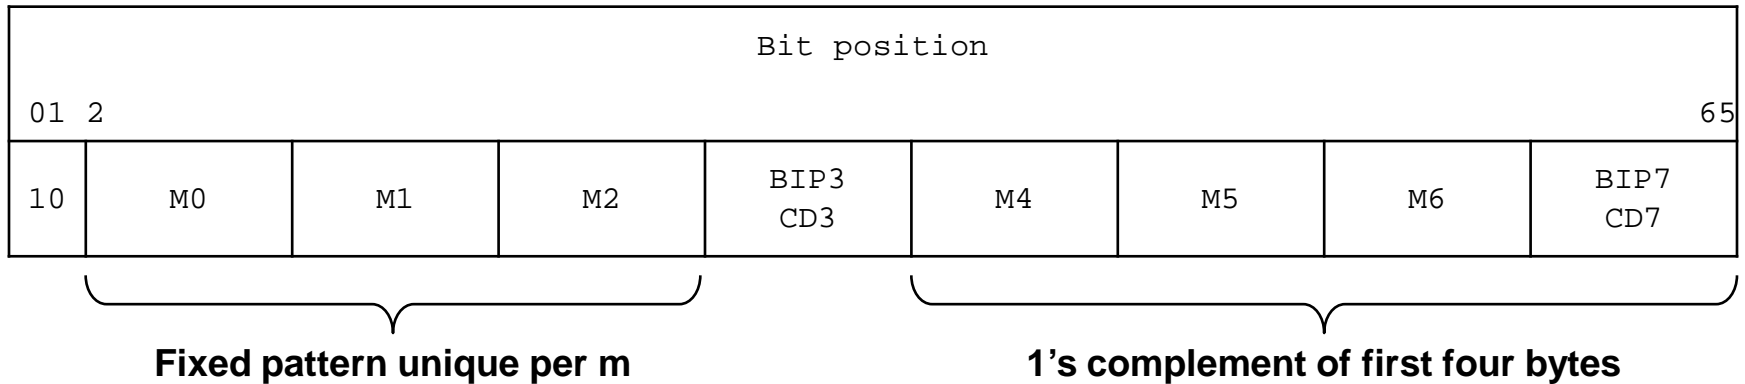 Bit position
01 2 65
10 M0 M1 M2 BIP3 CD3 M4 M5 M6 BIP7 CD7
Fixed pattern unique per m 1’s complement of first four bytes